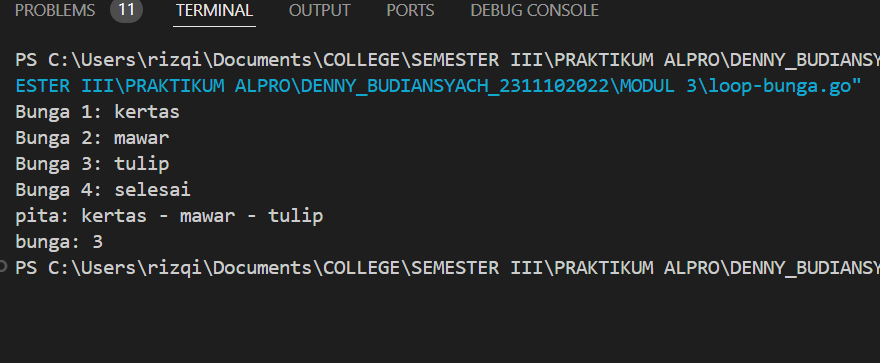 PROBLEMS 11 TERMINAL OUTPUT PORTS DEBUG CONSOLE
PS C:\Users\rizqi\Documents\COLLEGE\SEMESTER III\PRAKTIKUM ALPRO\DENNY_BUDIANSY
ESTER III\PRAKTIKUM ALPRO\DENNY_BUDIANSYACH_2311102022\MODUL 3\loop-bunga.go"
Bunga 1: kertas
Bunga 2: mawar
Bunga 3: tulip
Bunga 4: selesai
pita: kertas - mawar - tulip
bunga: 3
PS C:\Users\rizqi\Documents\COLLEGE\SEMESTER III\PRAKTIKUM ALPRO\DENNY_BUDIANSY